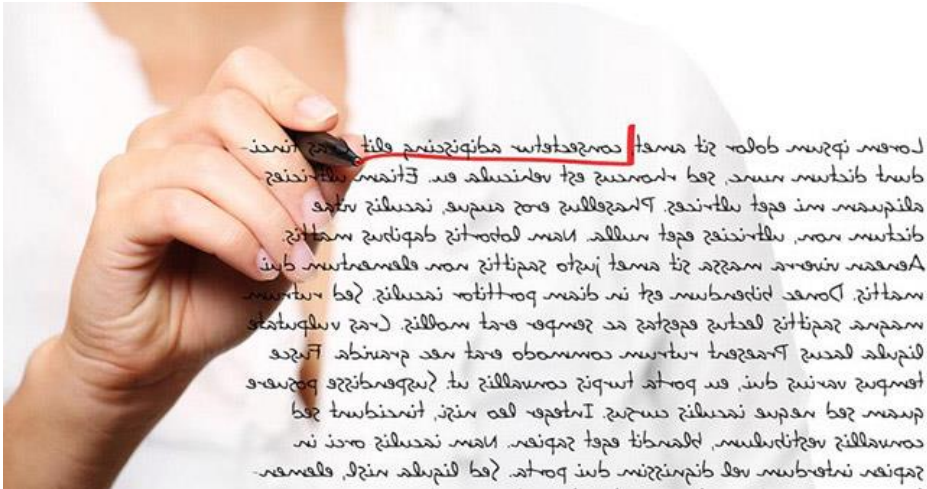 Lorem ipsum dolor sit amet, consectetur adipiscing elit. Cras tinci-
dunt dictum nunc, sed rhoncus est vehicula eu. Etiam ultricies
aliquam mi eget ultrices. Phasellus eros augue, iaculis vitae
dictum non, ultricies eget nulla. Nam lobortis dapibus mattis.
Aenean viverra massa sit amet justo sagittis non elementum dui
mattis. Donec bibendum est in diam porttitor iaculis. Sed rutrum
magna sagittis lectus egestas ac semper erat mollis. Cras vulputate
ligula lacus. Praesent rutrum commodo erat nec gravida. Fusce
tempus varius dui, eu porta turpis convallis ut. Suspendisse posuere
quam sed neque iaculis cursus. Integer leo nisi, tincidunt sed
convallis vestibulum, blandit eget sapien. Nam iaculis orci in
sapien interdum vel dignissim dui porta. Sed ligula nisl, elemen-